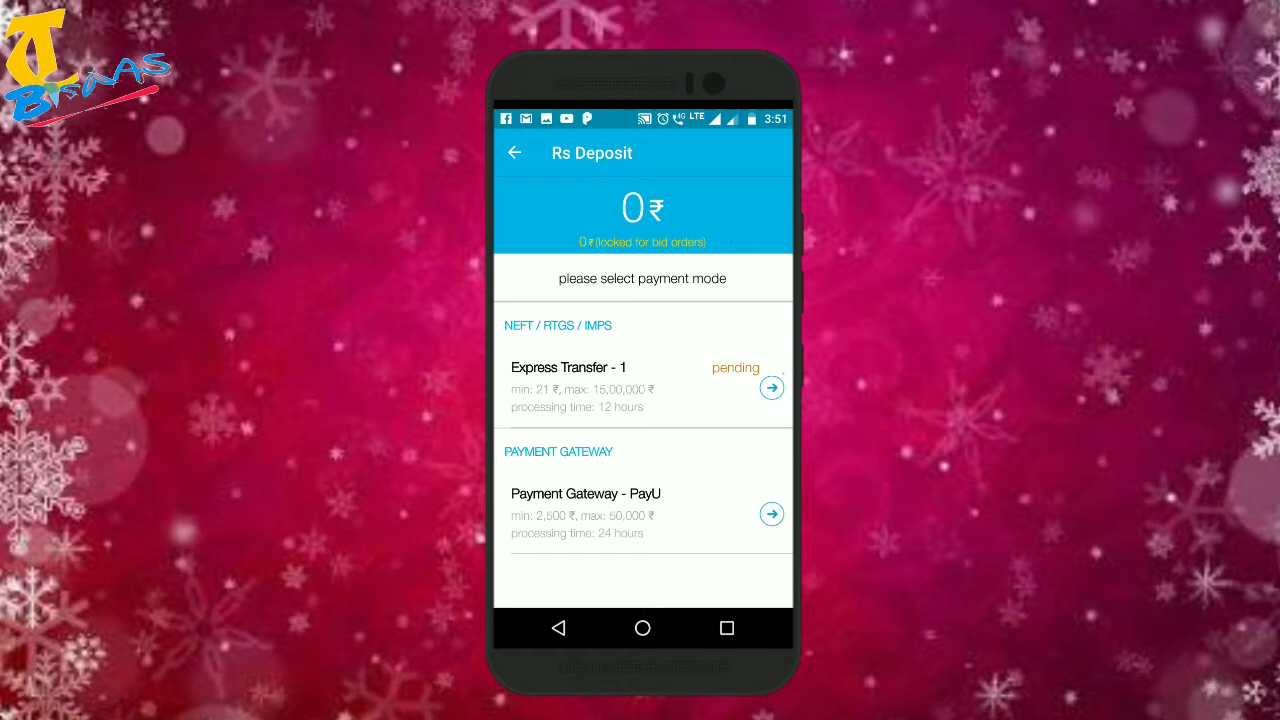 T
BiswAS
4G LTE 3:51
Rs Deposit
0₹
0₹ (locked for bid orders)
please select payment mode
NEFT / RTGS / IMPS
Express Transfer - 1 pending
min: 21 ₹, max: 15,00,000 ₹
processing time: 12 hours
PAYMENT GATEWAY
Payment Gateway - PayU
min: 2,500 ₹, max: 50,000 ₹
processing time: 24 hours